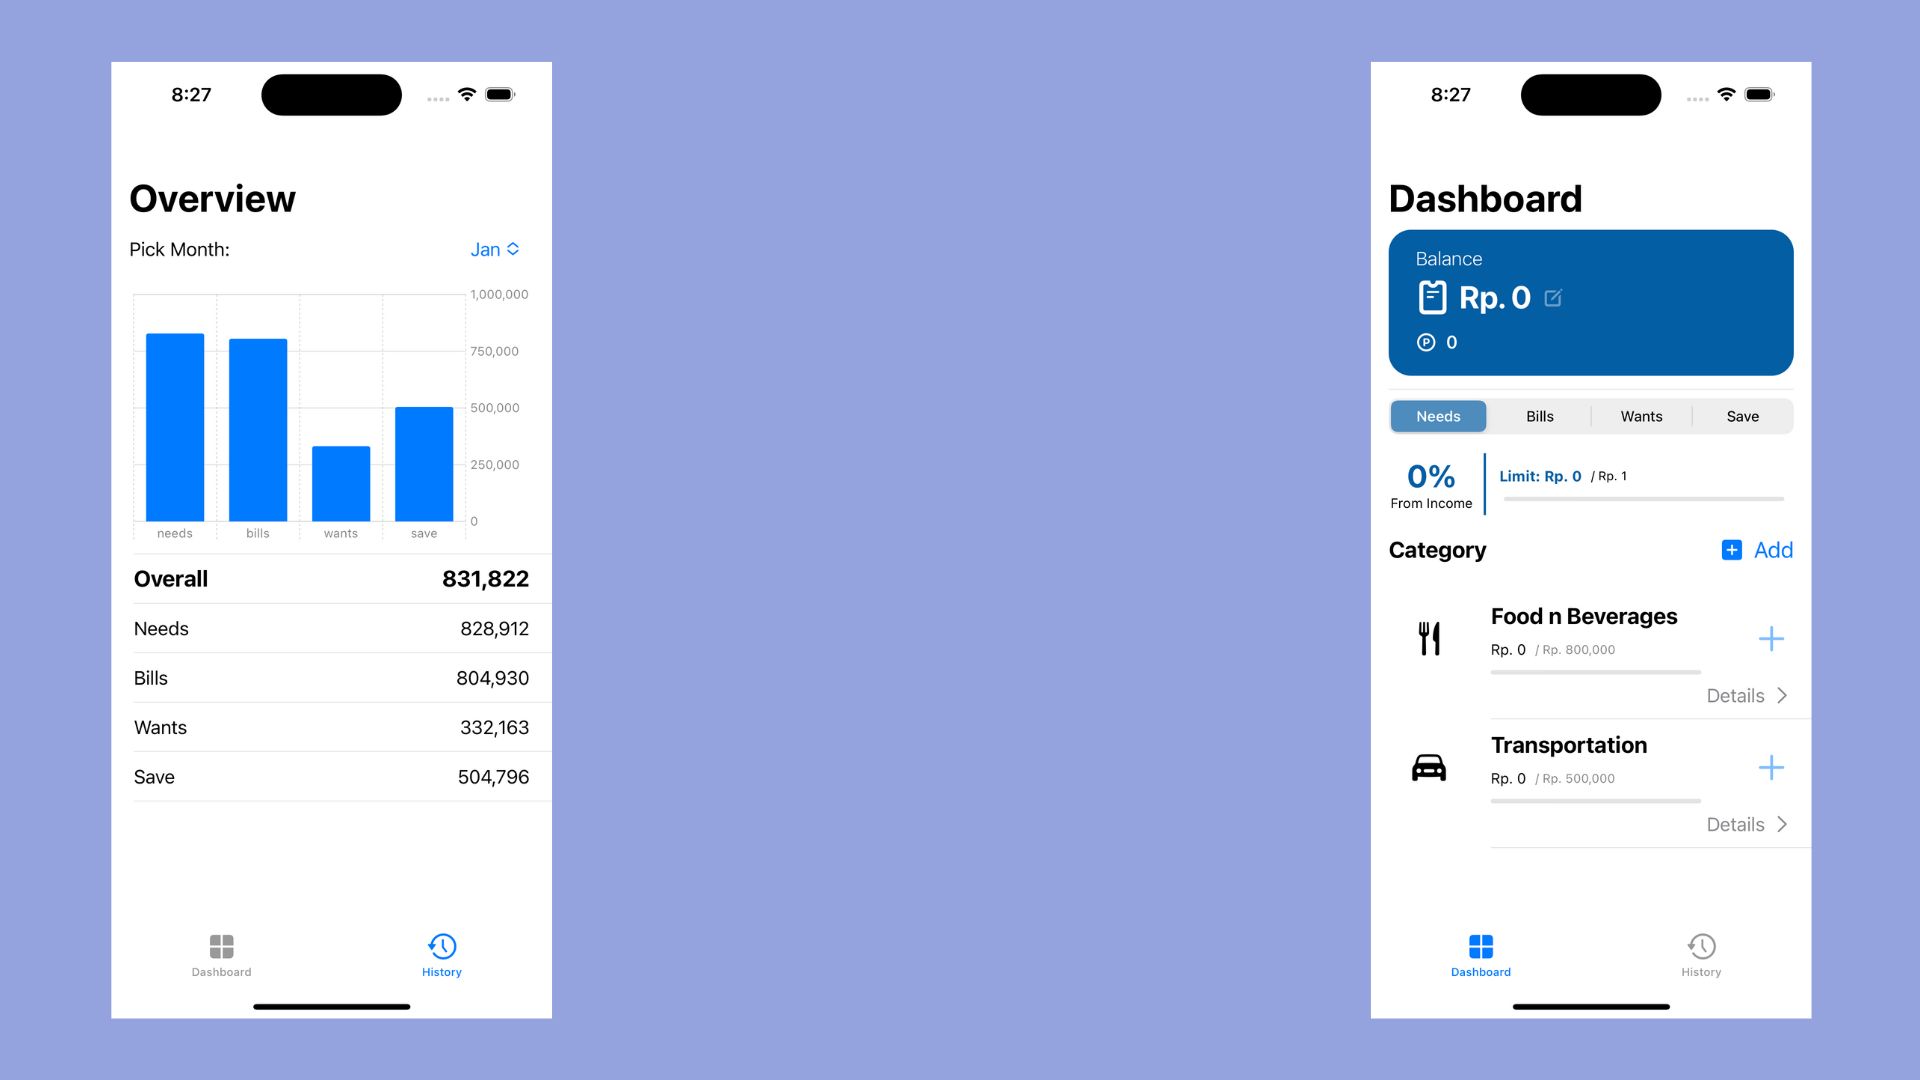 8:27
Overview
Pick Month:
Jan
1,000,000
750,000
500,000
250,000
0
needs bills wants save
Overall 831,822
Needs 828,912
Bills 804,930
Wants 332,163
Save 504,796
Dashboard History
8:27
Dashboard
Balance
Rp. 0
P 0
Needs Bills Wants Save
0%
From Income
Limit: Rp. 0 / Rp. 1
Category
Add
Food n Beverages
Rp. 0 / Rp. 800,000
Details
Transportation
Rp. 0 / Rp. 500,000
Details
Dashboard History